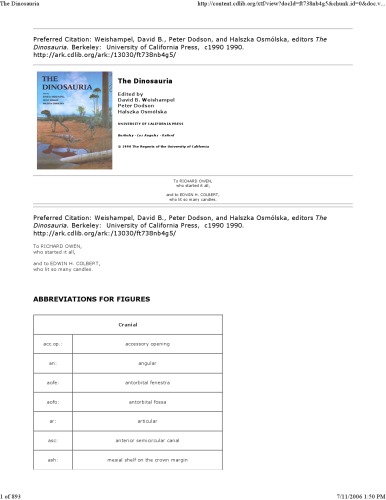 The Dinosauria
http://content.cdlib.org/xtf/view?docId=ft738nb4g5&chunk.id=0&doc.v...
Preferred Citation: Weishampel, David B., Peter Dodson, and Halszka Osmólska, editors The
Dinosauria. Berkeley: University of California Press, c1990 1990.
http://ark.cdlib.org/ark:/13030/ft738nb4g5/
THE
DINOSAURIA
The Dinosauria
Edited by
David B. Weishampel
Peter Dodson
Halszka Osmólska
UNIVERSITY OF CALIFORNIA PRESS
Berkeley · Los Angeles · Oxford
© 1990 The Regents of the University of California
To RICHARD OWEN,
who started it all,
and to EDWIN H. COLBERT,
who lit so many candles.
Preferred Citation: Weishampel, David B., Peter Dodson, and Halszka Osmólska, editors The
Dinosauria. Berkeley: University of California Press, c1990 1990.
http://ark.cdlib.org/ark:/13030/ft738nb4g5/
To RICHARD OWEN,
who started it all,
and to EDWIN H. COLBERT,
who lit so many candles.
ABBREVIATIONS FOR FIGURES
Cranial
acc.op.: accessory opening
an: angular
aofe: antorbital fenestra
aofo: antorbital fossa
ar: articular
asc: anterior semicircular canal
ash: mesial shelf on the crown margin
1 of 893
7/11/2006 1:50 PM